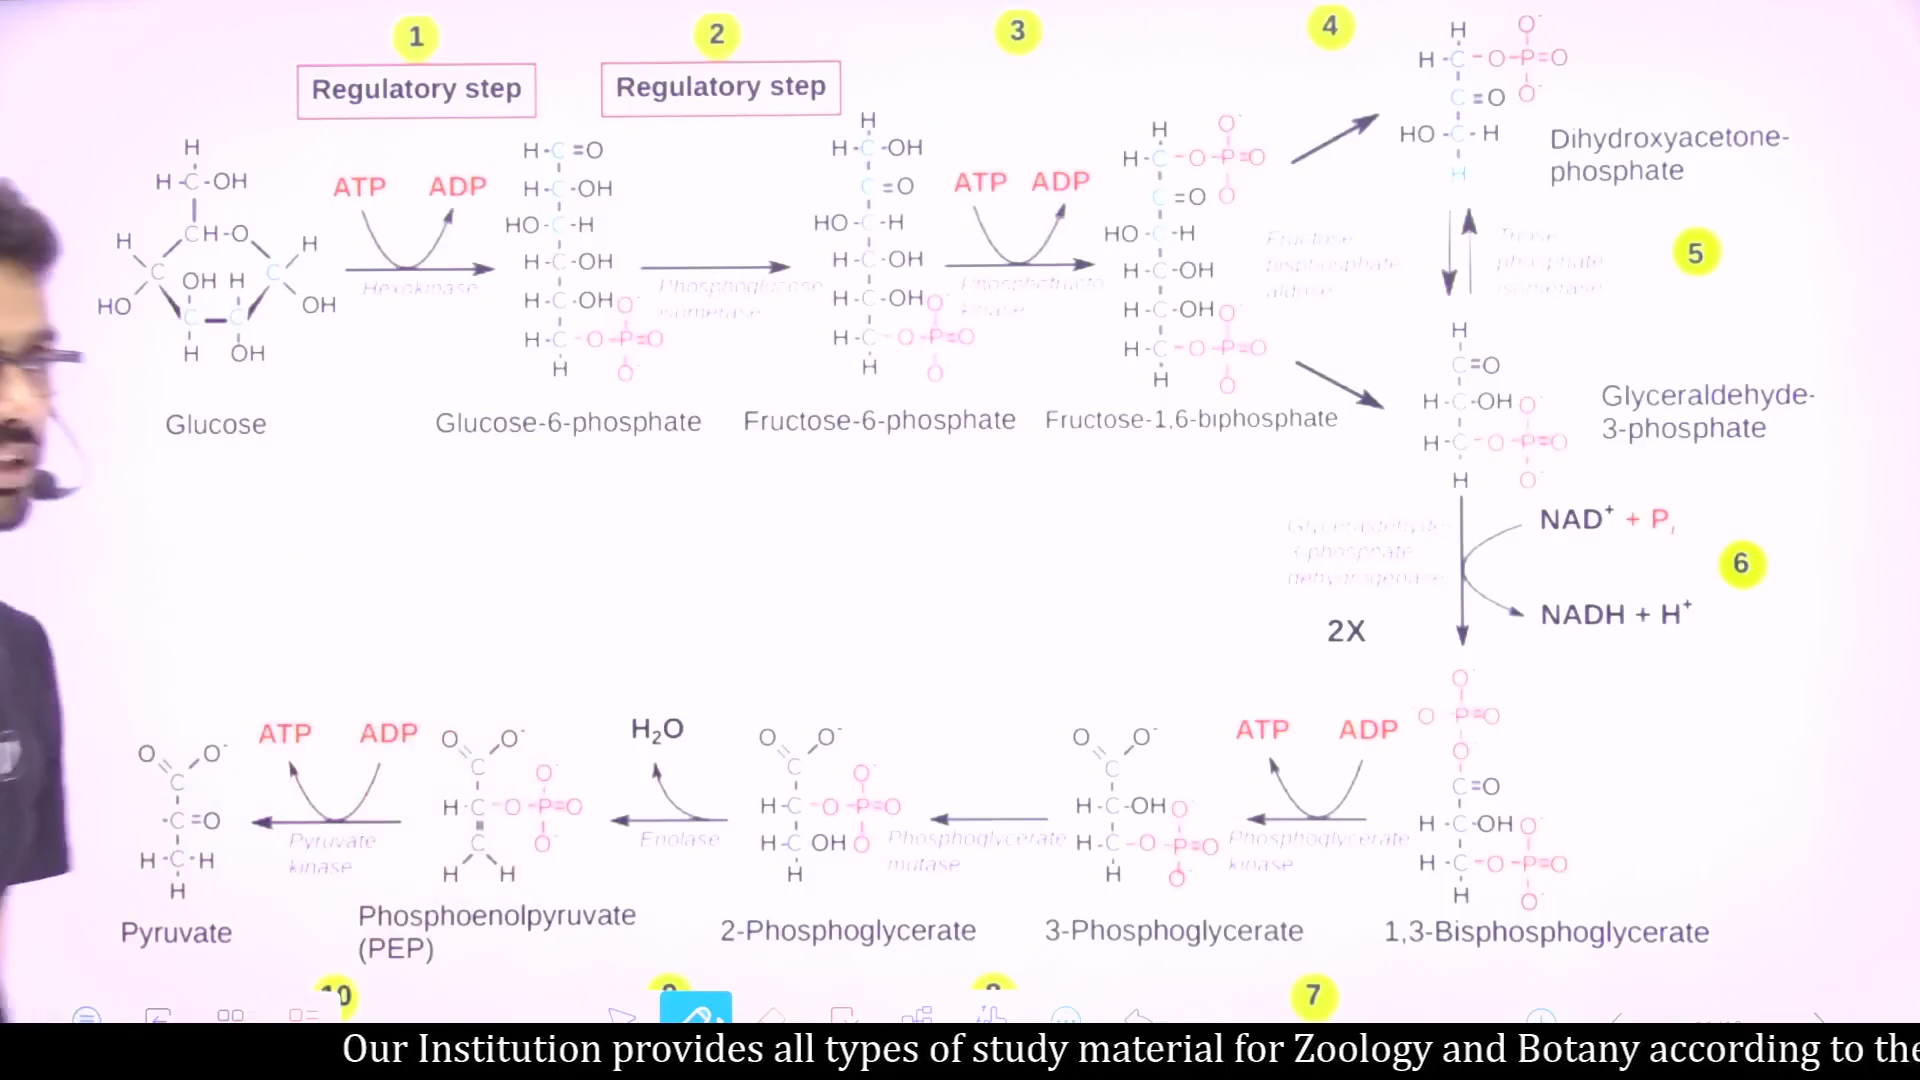 1
2
3
4
Regulatory step
Regulatory step
ATP ADP
ATP ADP
Hexokinase
Phosphoglucose
isomerase
Phosphofructo
kinase
Fructose
bisphosphate
Triose
phosphate
isomerase
5
Dihydroxyacetone-
phosphate
Glucose
Glucose-6-phosphate
Fructose-6-phosphate
Fructose-1,6-biphosphate
Glyceraldehyde-
3-phosphate
Glyceraldehyde
3 phosphate
dehydrogenase
NAD+ + Pi
6
NADH + H+
2X
ATP ADP
H2O
ATP ADP
Pyruvate
kinase
Enolase
Phosphoglycerate
mutase
Phosphoglycerate
kinase
Pyruvate
Phosphoenolpyruvate
(PEP)
2-Phosphoglycerate
3-Phosphoglycerate
1,3-Bisphosphoglycerate
10
9
8
7
Our Institution provides all types of study material for Zoology and Botany according to the